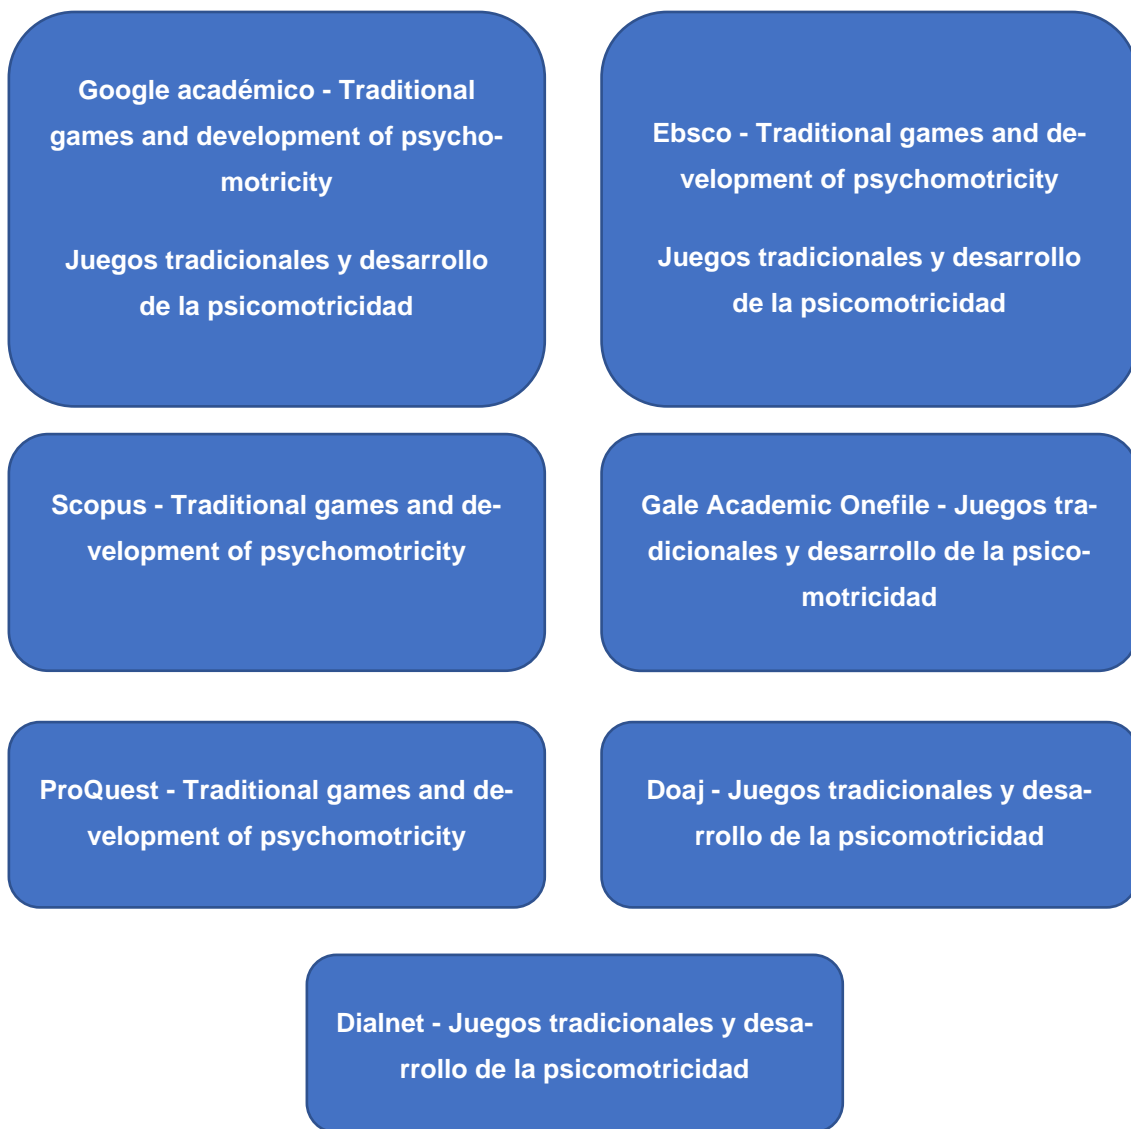 Google académico - Traditional
games and development of psycho-
motricity
Juegos tradicionales y desarrollo
de la psicomotricidad
Ebsco - Traditional games and de-
velopment of psychomotricity
Juegos tradicionales y desarrollo
de la psicomotricidad
Scopus - Traditional games and de-
velopment of psychomotricity
Gale Academic Onefile - Juegos tra-
dicionales y desarrollo de la psico-
motricidad
ProQuest - Traditional games and de-
velopment of psychomotricity
Doaj - Juegos tradicionales y desa-
rrollo de la psicomotricidad
Dialnet - Juegos tradicionales y desa-
rrollo de la psicomotricidad